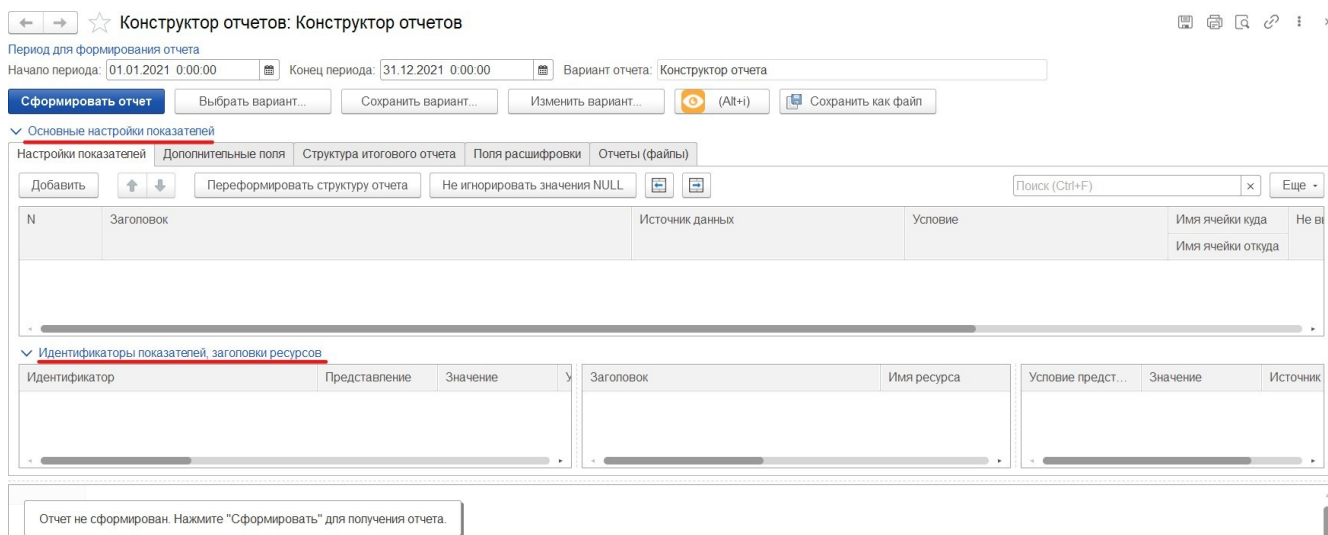 Конструктор отчетов: Конструктор отчетов
Период для формирования отчета
Начало периода: 01.01.2021 0:00:00 Конец периода: 31.12.2021 0:00:00 Вариант отчета: Конструктор отчета
Сформировать отчет Выбрать вариант... Сохранить вариант... Изменить вариант... (Alt+i) Сохранить как файл
Основные настройки показателей
Настройки показателей Дополнительные поля Структура итогового отчета Поля расшифровки Отчеты (файлы)
Добавить Переформировать структуру отчета Не игнорировать значения NULL Поиск (Ctrl+F) x Еще
N Заголовок Источник данных Условие Имя ячейки куда Не
Имя ячейки откуда
Идентификаторы показателей, заголовки ресурсов
Идентификатор Представление Значение Заголовок Имя ресурса Условие предст... Значение Источник
Отчет не сформирован. Нажмите "Сформировать" для получения отчета.